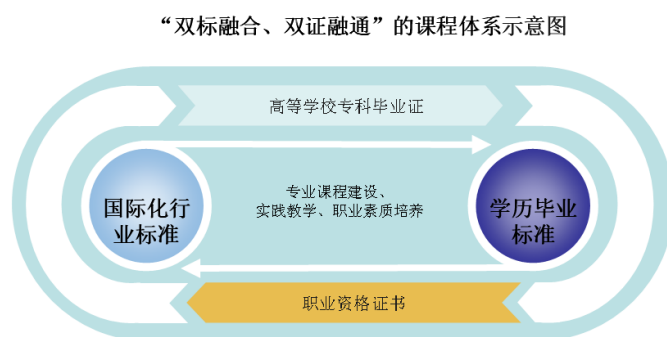 “双标融合、双证融通”的课程体系示意图
高等学校专科毕业证
国际化行
业标准
专业课程建设、
实践教学、职业素质培养
学历毕业
标准
职业资格证书